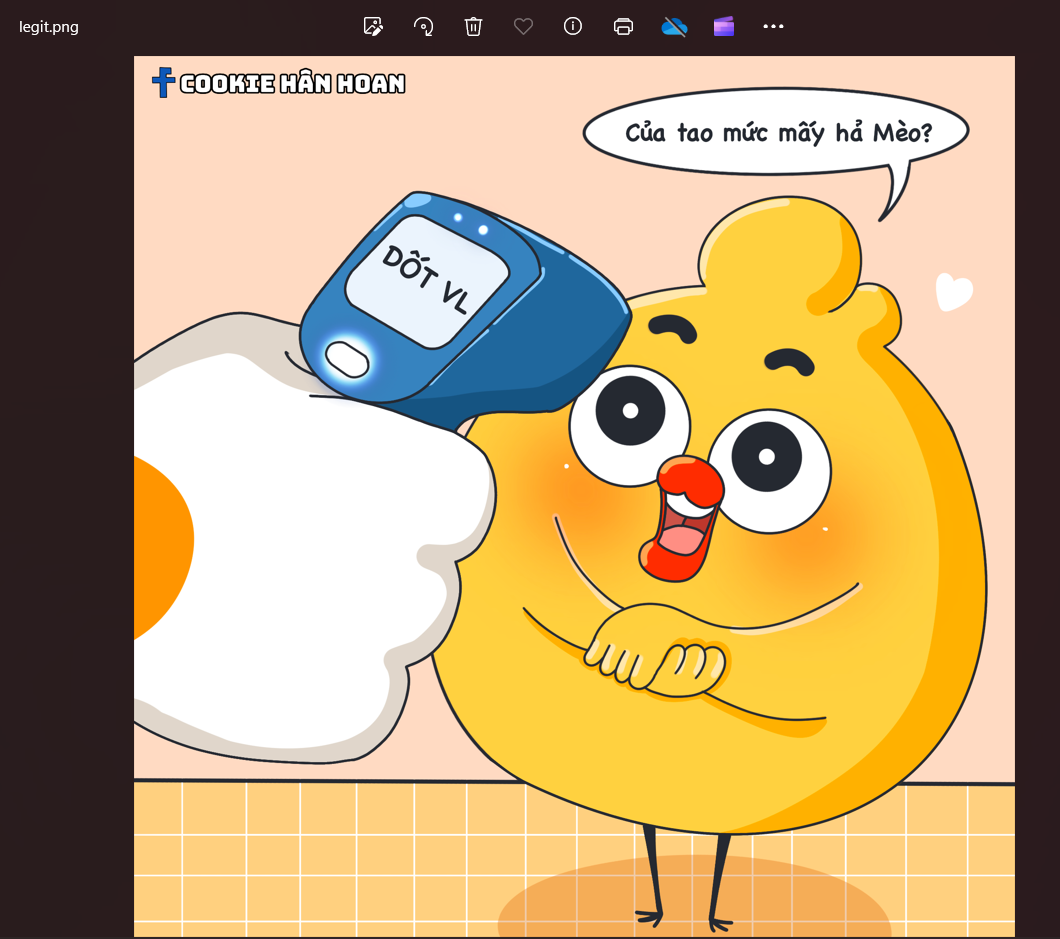 legit.png
COOKIE HÂN HOAN
Của tao mức mấy hả Mèo?
DỐT VL